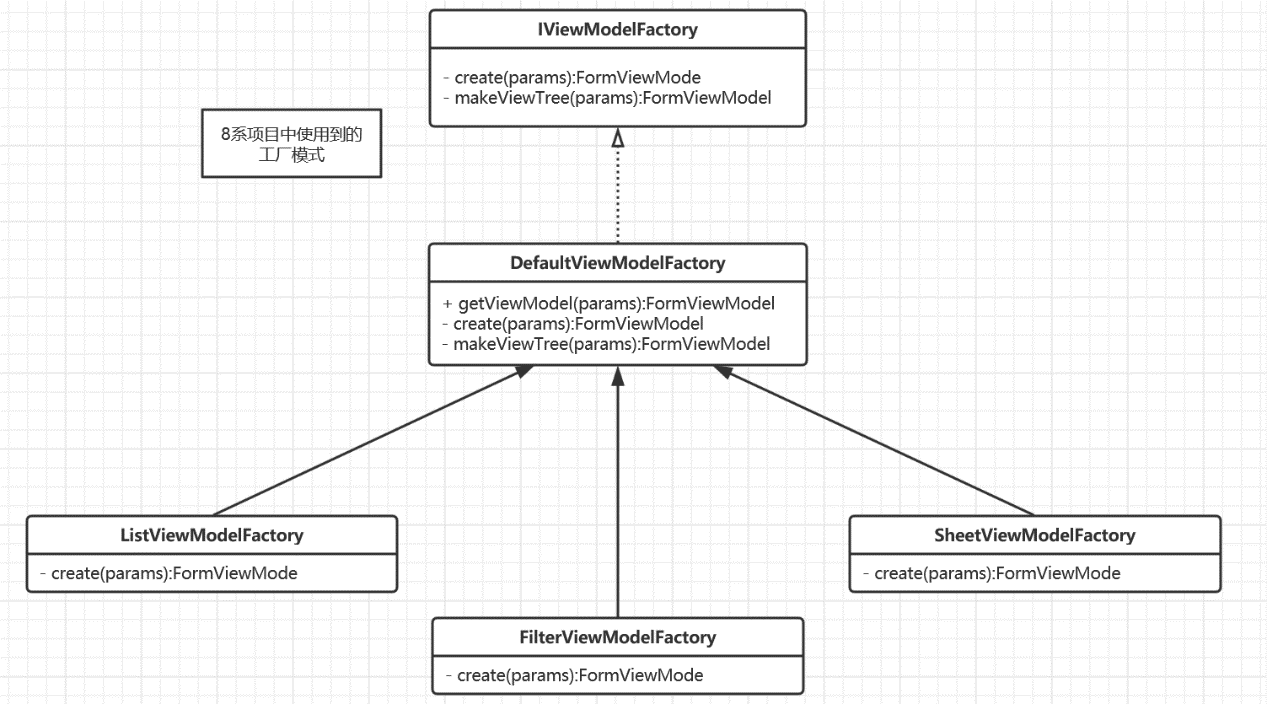 IViewModelFactory
- create(params):FormViewMode
- makeViewTree(params):FormViewModel
8系项目中使用到的
工厂模式
DefaultViewModelFactory
+ getViewModel(params):FormViewModel
- create(params):FormViewModel
- makeViewTree(params):FormViewModel
ListViewModelFactory
- create(params):FormViewMode
SheetViewModelFactory
- create(params):FormViewMode
FilterViewModelFactory
- create(params):FormViewMode